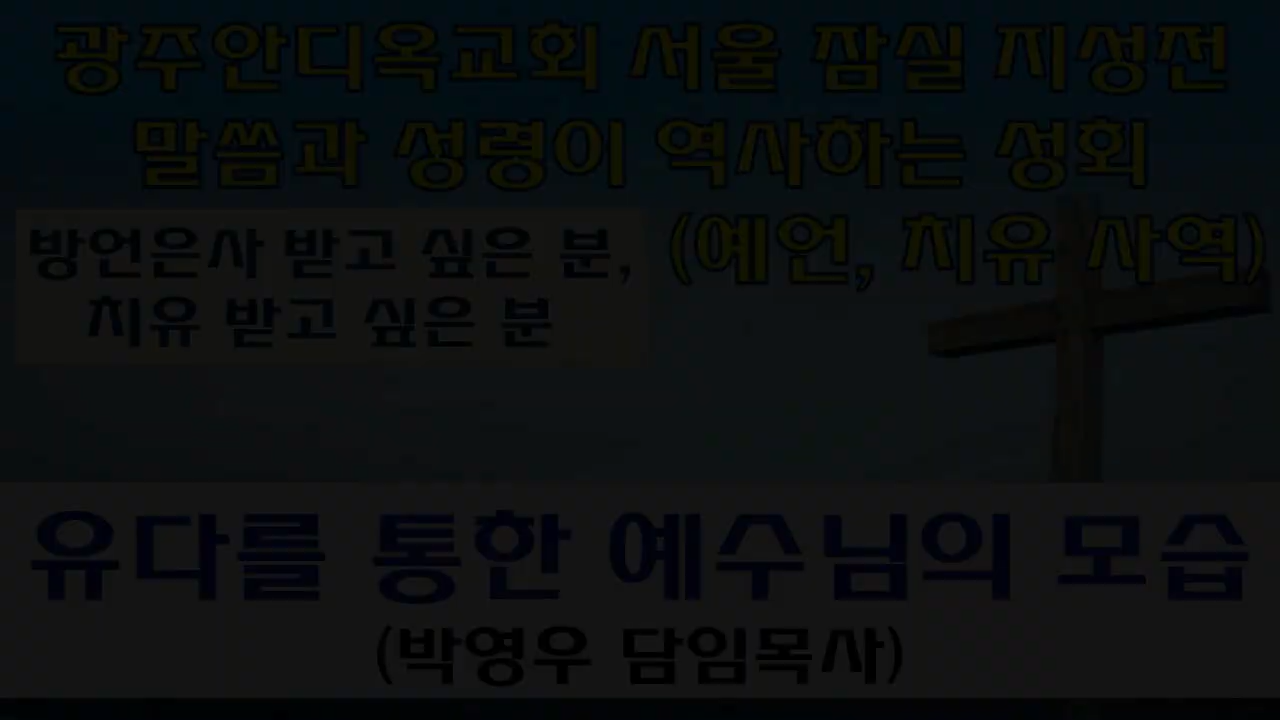 광주안디옥교회 서울 잠실 지성전
말씀과 성령이 역사하는 성회
(예언, 치유 사역)
방언은사 받고 싶은 분,
치유 받고 싶은 분
유다를 통한 예수님의 모습
(박영우 담임목사)